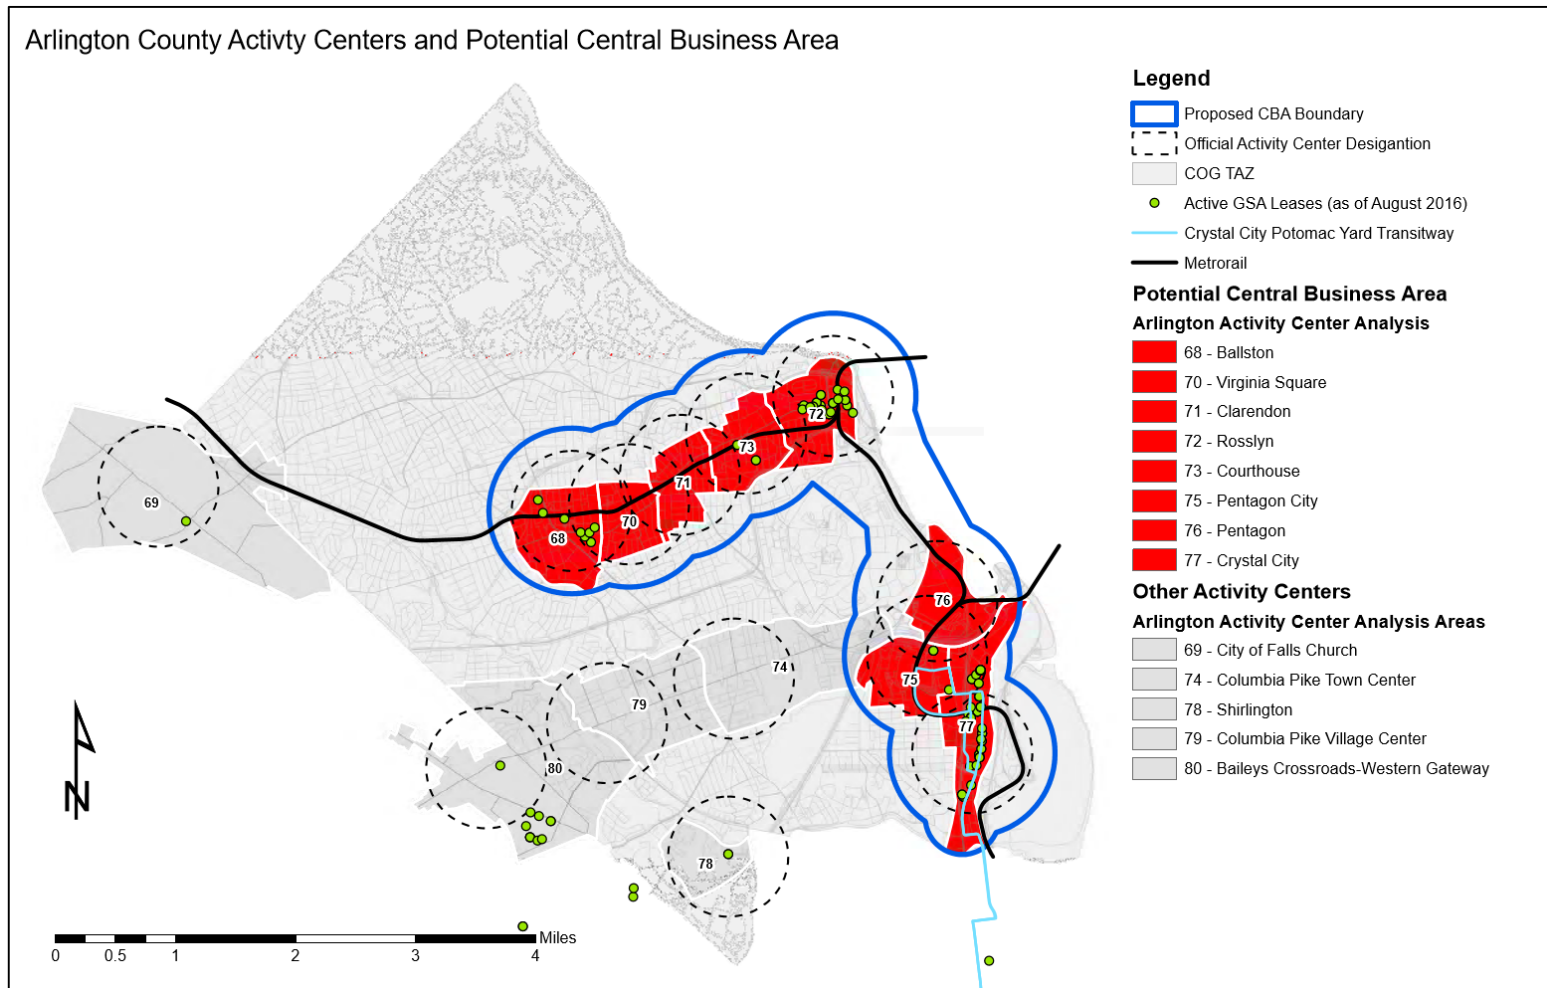 Arlington County Activty Centers and Potential Central Business Area
Legend
Proposed CBA Boundary
Official Activity Center Desigantion
COG TAZ
Active GSA Leases (as of August 2016)
Crystal City Potomac Yard Transitway
Metrorail
Potential Central Business Area
Arlington Activity Center Analysis
68 - Ballston
70 - Virginia Square
71 - Clarendon
72 - Rosslyn
73 - Courthouse
75 - Pentagon City
76 - Pentagon
77 - Crystal City
Other Activity Centers
Arlington Activity Center Analysis Areas
69 - City of Falls Church
74 - Columbia Pike Town Center
78 - Shirlington
79 - Columbia Pike Village Center
80 - Baileys Crossroads-Western Gateway
72
73
71
69
70
68
76
74
75
79
77
80
78
N
Miles
0 0.5 1 2 3 4